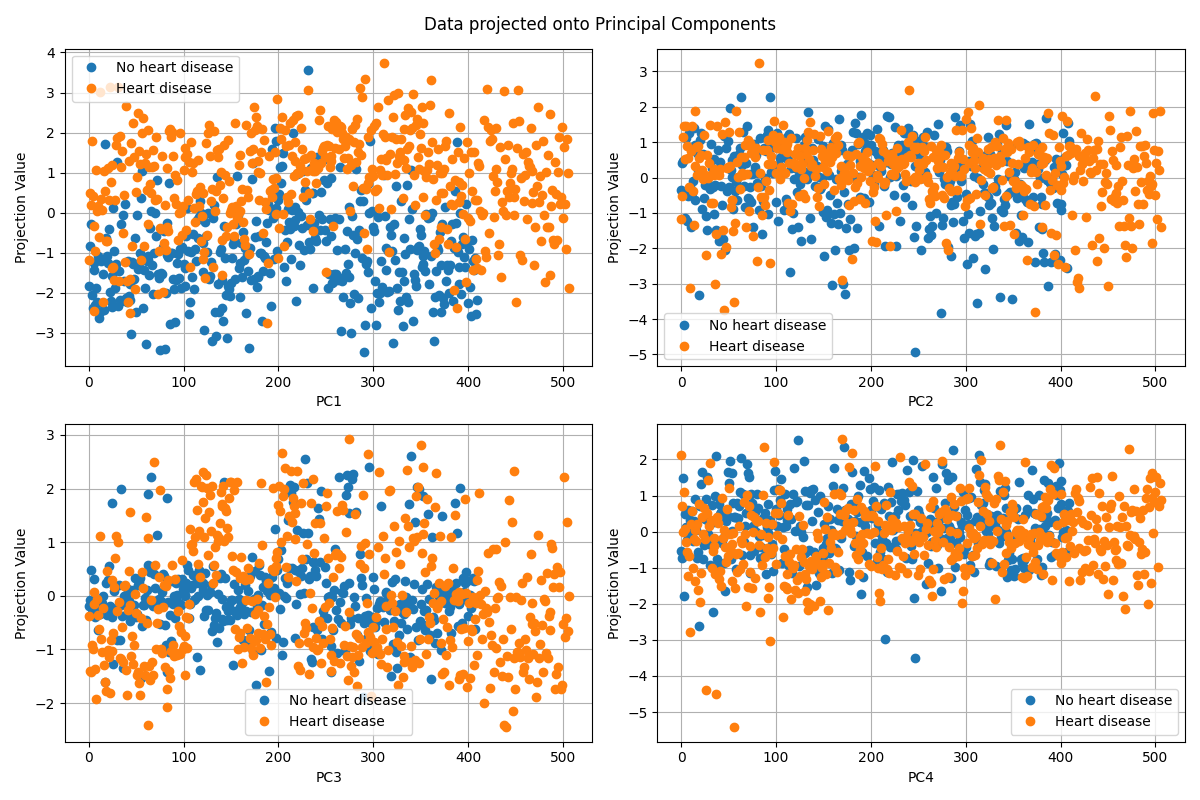 Data projected onto Principal Components
4
3
2
1
0
−1
−2
−3
Projection Value
No heart disease
Heart disease
0 100 200 300 400 500
PC1
3
2
1
0
−1
−2
−3
−4
−5
Projection Value
No heart disease
Heart disease
0 100 200 300 400 500
PC2
3
2
1
0
−1
−2
Projection Value
No heart disease
Heart disease
0 100 200 300 400 500
PC3
2
1
0
−1
−2
−3
−4
−5
Projection Value
No heart disease
Heart disease
0 100 200 300 400 500
PC4